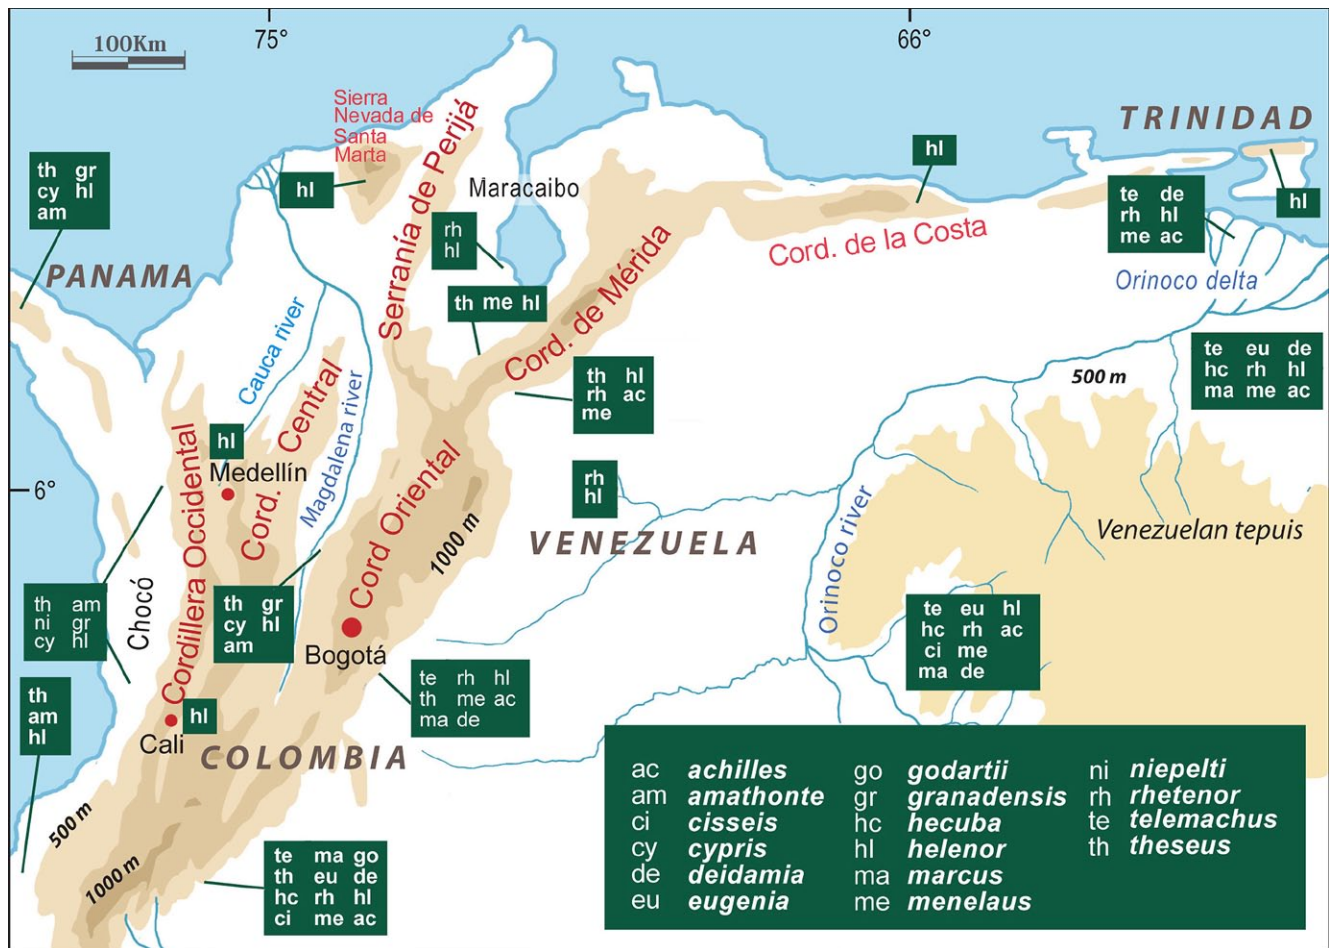 100Km
75°
66°
Sierra
Nevada de
Santa
Marta
TRINIDAD
Serranía de Perijá
th gr
cy hl
am
hl
hl
hl
Maracaibo
te de
rh hl
me ac
rh
hl
Cord. de la Costa
PANAMA
Orinoco delta
th me hl
Cord. de Mérida
Cauca river
Cord. Central
Magdalena river
th hl
rh ac
me
500 m
te eu de
hc rh hl
ma me ac
hl
Medellín
Cordillera Occidental
6°
rh
hl
Cord Oriental
1000 m
VENEZUELA
Orinoco river
Venezuelan tepuis
th am
ni gr
cy hl
Chocó
th gr
cy hl
am
te eu hl
hc rh ac
ci me
ma de
Bogotá
te rh hl
th me ac
ma de
th
am
hl
hl
Cali
COLOMBIA
500 m
1000 m
te ma go
th eu de
hc rh hl
ci me ac
ac achilles
am amathonte
ci cisseis
cy cypris
de deidamia
eu eugenia
go godartii
gr granadensis
hc hecuba
hl helenor
ma marcus
me menelaus
ni niepelti
rh rhetenor
te telemachus
th theseus